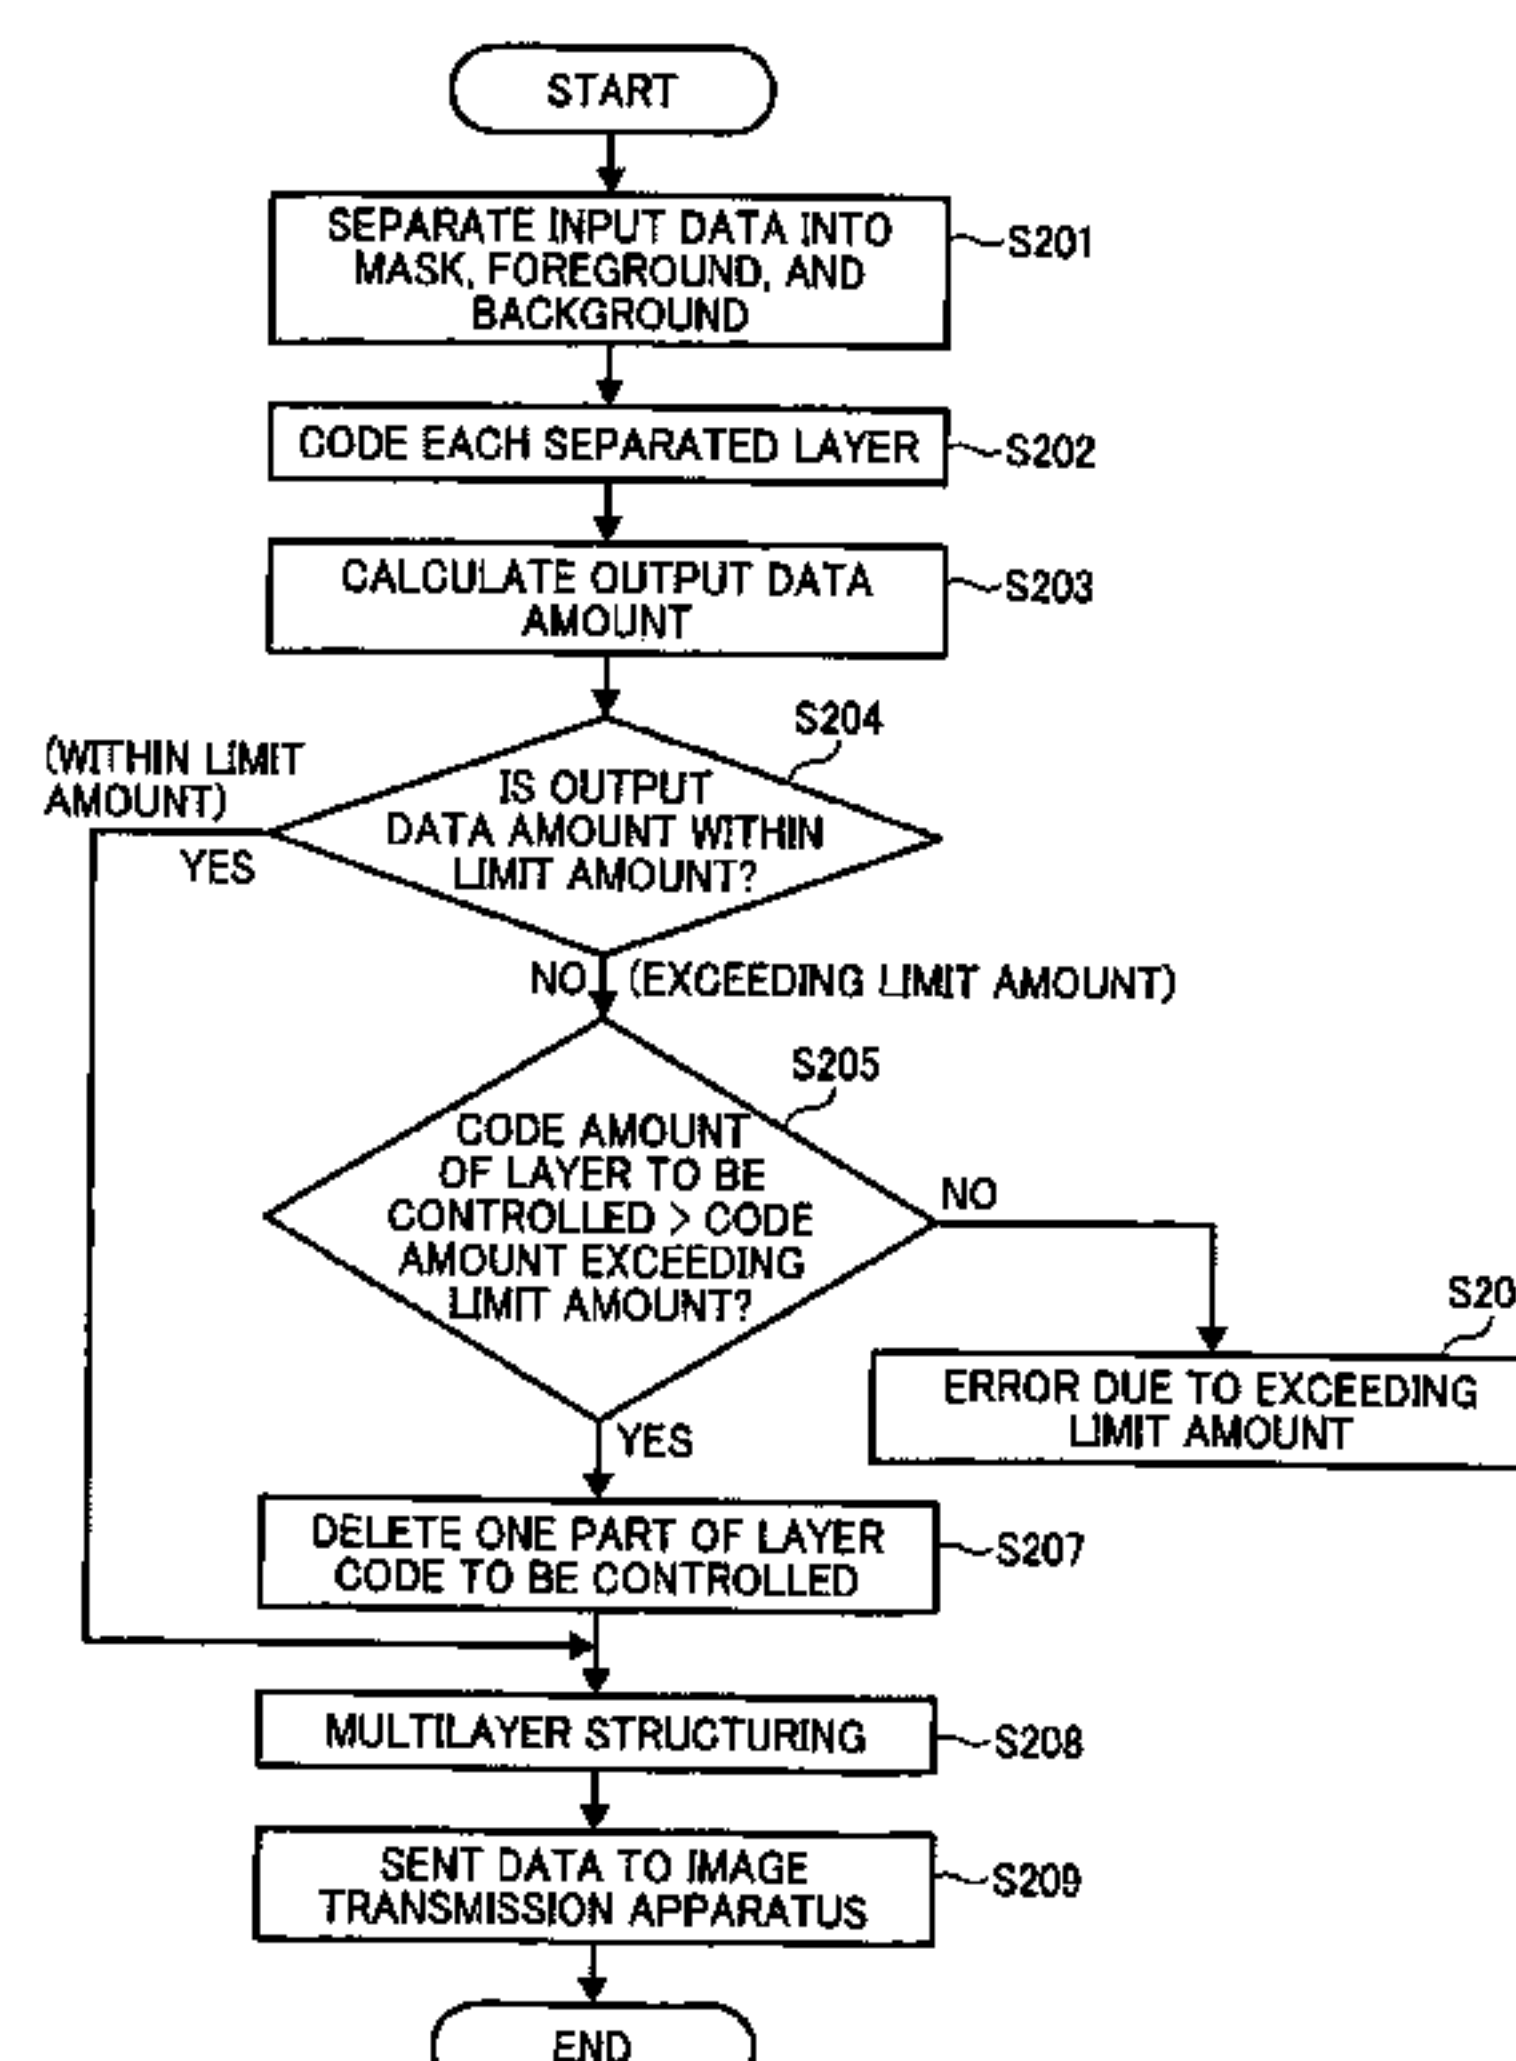 START
SEPARATE INPUT DATA INTO
MASK, FOREGROUND, AND
BACKGROUND
S201
CODE EACH SEPARATED LAYER
S202
CALCULATE OUTPUT DATA
AMOUNT
S203
S204
(WITHIN LIMIT
AMOUNT)
YES
IS OUTPUT
DATA AMOUNT WITHIN
LIMIT AMOUNT?
NO (EXCEEDING LIMIT AMOUNT)
S205
CODE AMOUNT
OF LAYER TO BE
CONTROLLED > CODE
AMOUNT EXCEEDING
LIMIT AMOUNT?
NO
S20
ERROR DUE TO EXCEEDING
LIMIT AMOUNT
YES
DELETE ONE PART OF LAYER
CODE TO BE CONTROLLED
S207
MULTILAYER STRUCTURING
S208
SENT DATA TO IMAGE
TRANSMISSION APPARATUS
S209
END